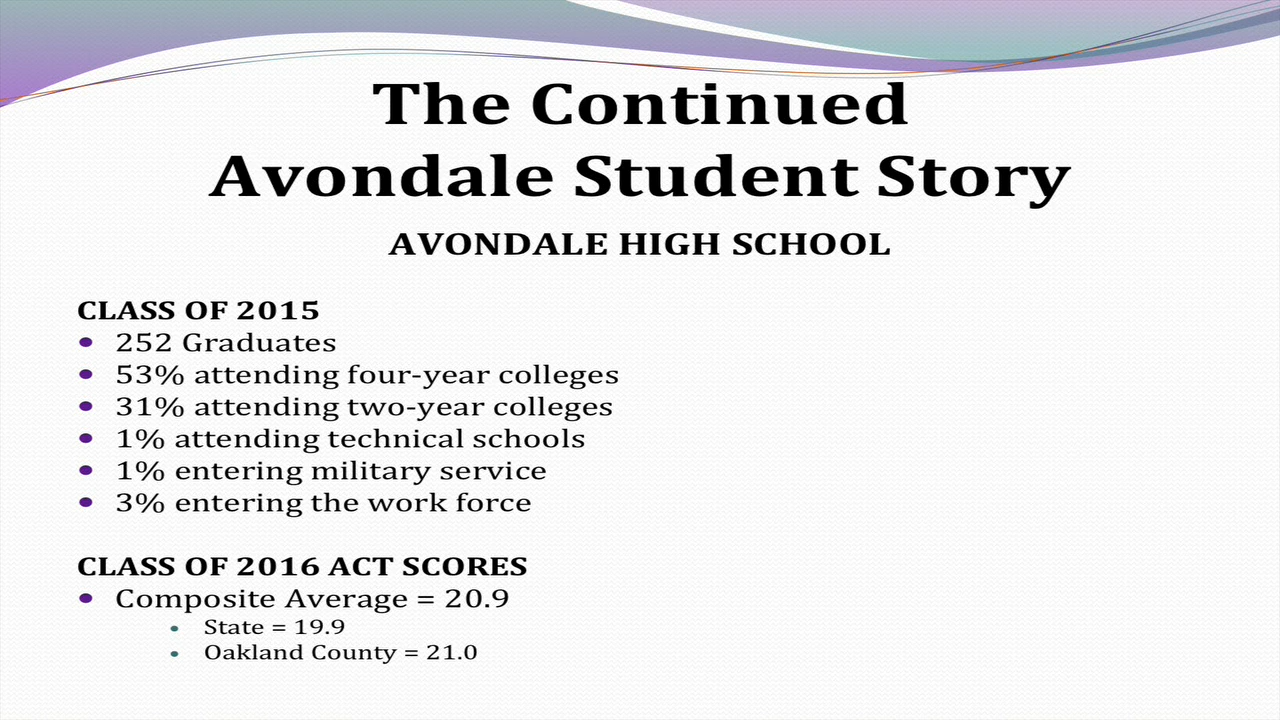 The Continued
Avondale Student Story
AVONDALE HIGH SCHOOL
CLASS OF 2015
• 252 Graduates
• 53% attending four-year colleges
• 31% attending two-year colleges
• 1% attending technical schools
• 1% entering military service
• 3% entering the work force
CLASS OF 2016 ACT SCORES
• Composite Average = 20.9
• State = 19.9
• Oakland County = 21.0